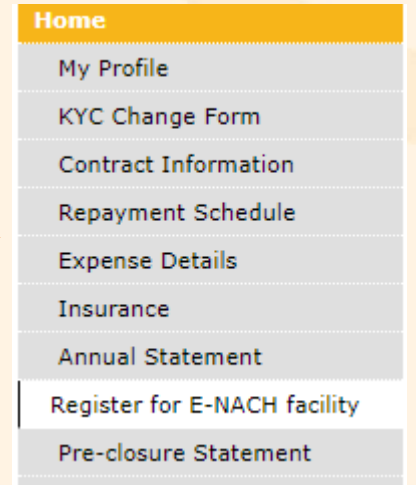 Home
My Profile
KYC Change Form
Contract Information
Repayment Schedule
Expense Details
Insurance
Annual Statement
Register for E-NACH facility
Pre-closure Statement